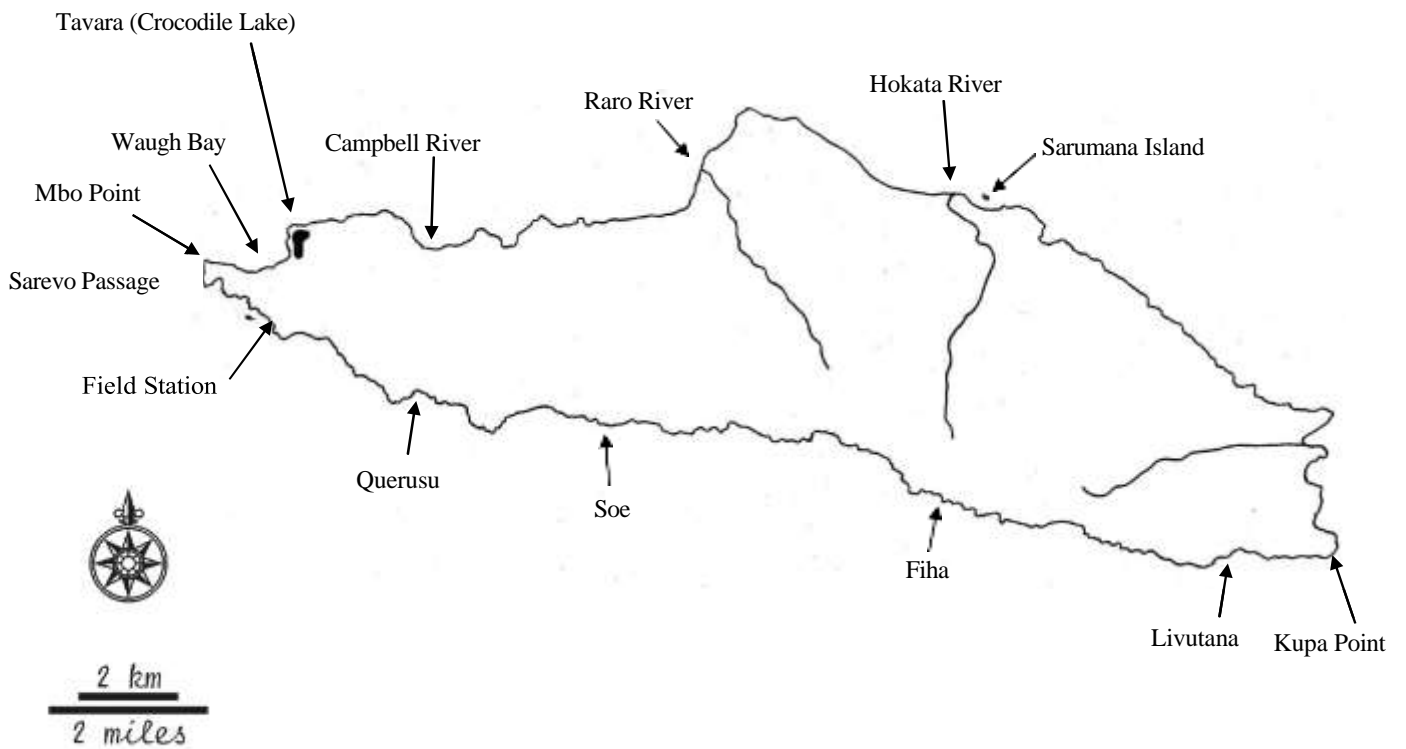 Tavara (Crocodile Lake)
Hokata River
Raro River
Waugh Bay
Campbell River
Sarumana Island
Mbo Point
Sarevo Passage
Field Station
Querusu
Soe
Fiha
Livutana
Kupa Point
2 km
2 miles